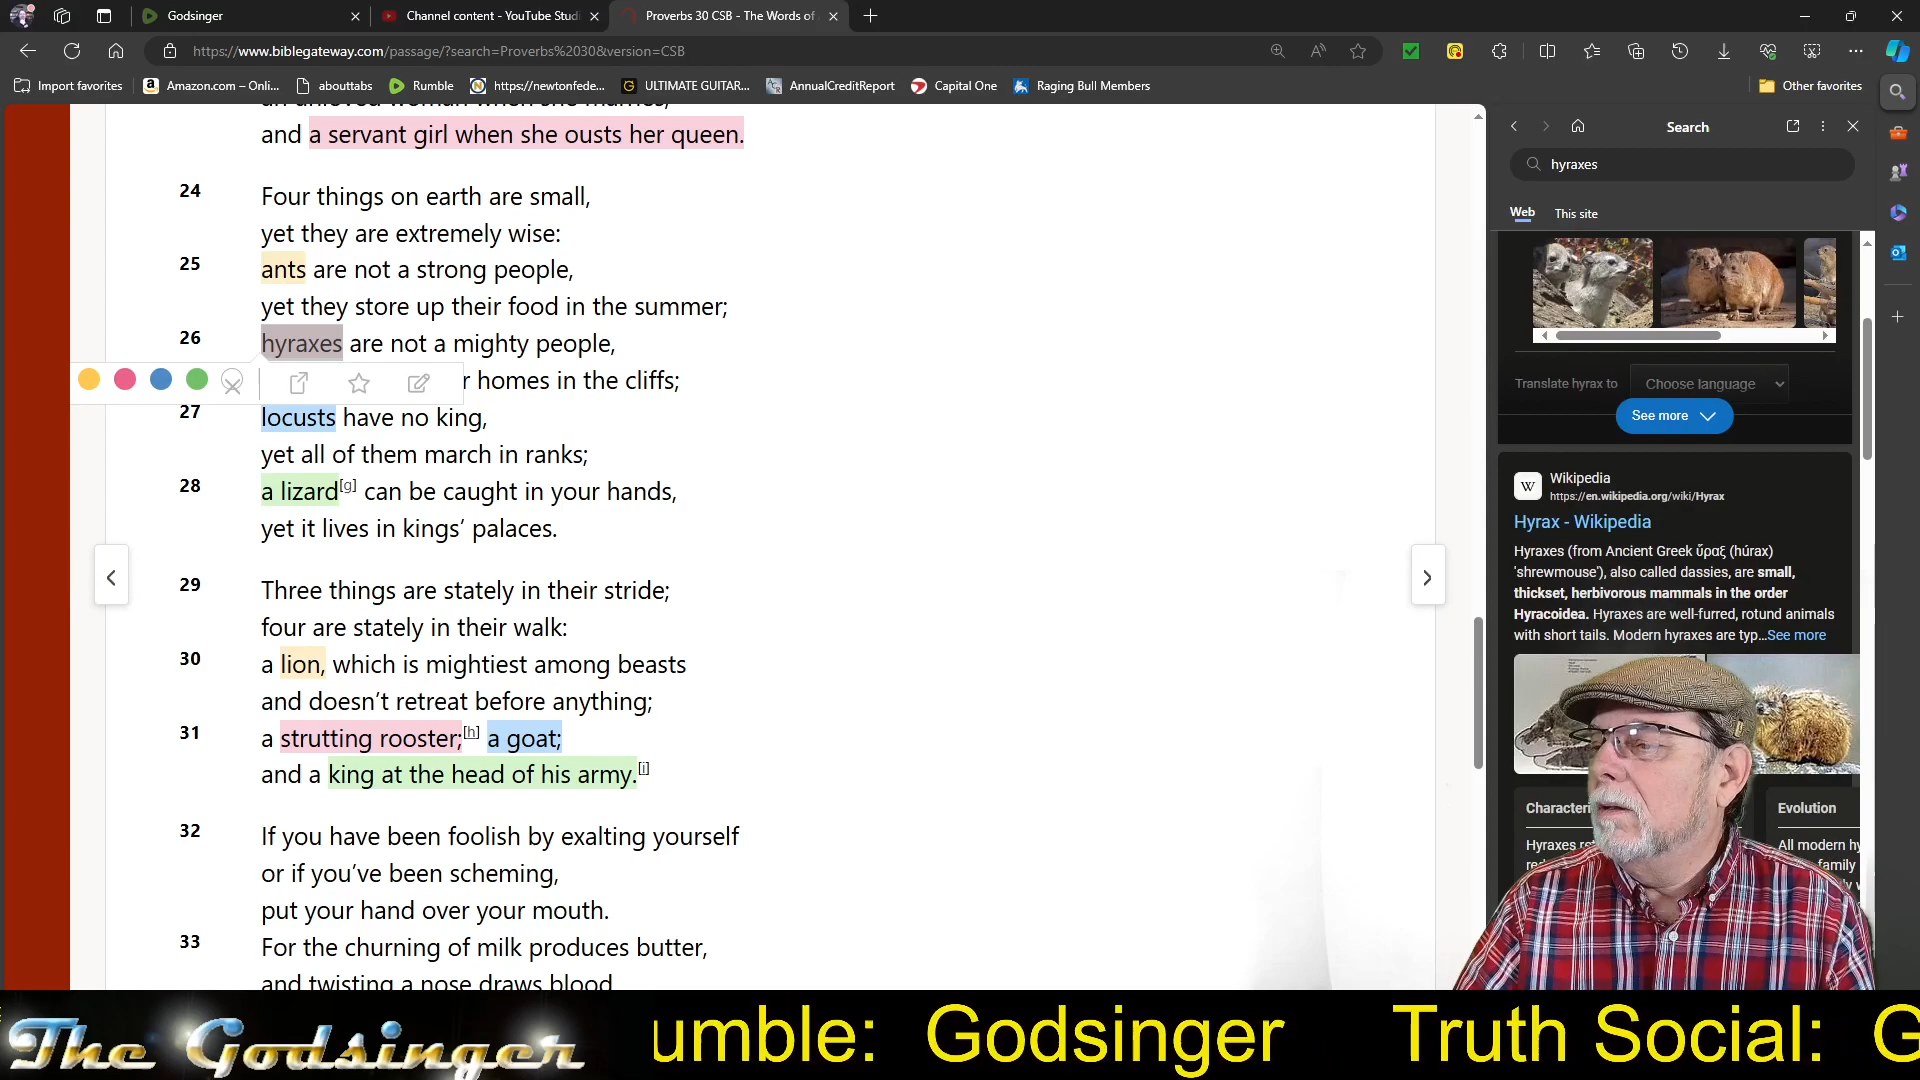 Godsinger
Channel content - YouTube Studi
Proverbs 30 CSB - The Words of
https://www.biblegateway.com/passage/?search=Proverbs%2030&version=CSB
Import favorites
Amazon.com – Onli...
abouttabs
Rumble
https://newtonfede...
ULTIMATE GUITAR...
AnnualCreditReport
Capital One
Raging Bull Members
Other favorites
an unloved woman when she marries,
and a servant girl when she ousts her queen.
24 Four things on earth are small,
yet they are extremely wise:
25 ants are not a strong people,
yet they store up their food in the summer;
26 hyraxes are not a mighty people,
r homes in the cliffs;
27 locusts have no king,
yet all of them march in ranks;
28 a lizard[g] can be caught in your hands,
yet it lives in kings’ palaces.
29 Three things are stately in their stride;
four are stately in their walk:
30 a lion, which is mightiest among beasts
and doesn’t retreat before anything;
31 a strutting rooster;[h] a goat;
and a king at the head of his army.[i]
32 If you have been foolish by exalting yourself
or if you’ve been scheming,
put your hand over your mouth.
33 For the churning of milk produces butter,
and twisting a nose draws blood
Search
hyraxes
Web This site
Translate hyrax to Choose language
See more
W
Wikipedia
https://en.wikipedia.org/wiki/Hyrax
Hyrax - Wikipedia
Hyraxes (from Ancient Greek ὕραξ (húrax)
'shrewmouse'), also called dassies, are small,
thickset, herbivorous mammals in the order
Hyracoidea. Hyraxes are well-furred, rotund animals
with short tails. Modern hyraxes are typ...See more
Evolution
Hyraxes
All modern hy
family
The Godsinger
umble: Godsinger Truth Social: G